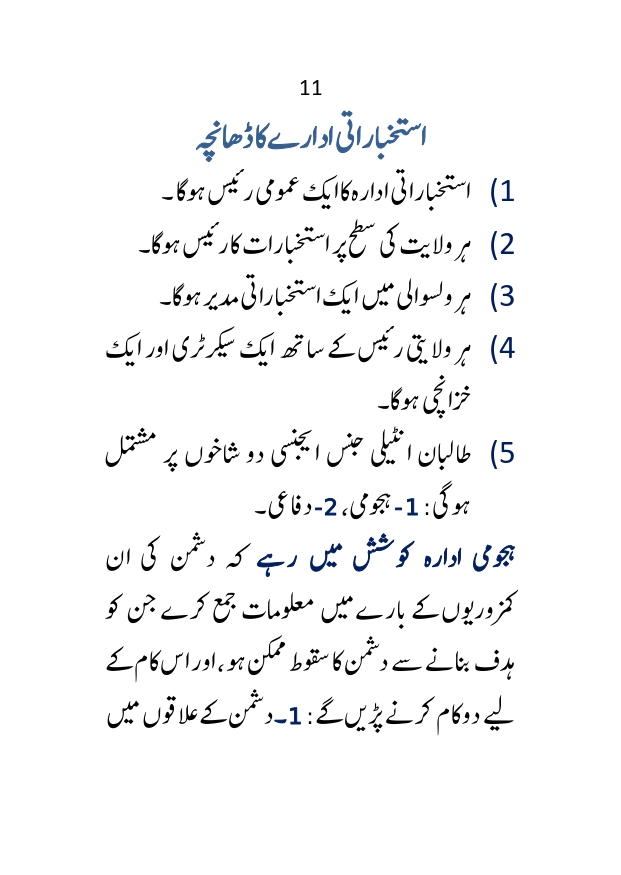 11
استخباراتی ادارے کا ڈھانچہ
1) استخباراتی ادارہ کا ایک عمومی رئیس ہوگا۔
2) ہر ولایت کی سطح پر استخبارات کا رئیس ہوگا۔
3) ہر ولسوالی میں ایک استخباراتی مدیر ہوگا۔
4) ہر ولایتی رئیس کے ساتھ ایک سیکرٹری اور ایک
خزانچی ہوگا۔
5) طالبان انٹیلی جنس ایجنسی دو شاخوں پر مشتمل
ہوگی: 1- ہجومی، 2- دفاعی۔
ہجومی ادارہ کوشش میں رہے کہ دشمن کی ان
کمزوریوں کے بارے میں معلومات جمع کرے جن کو
ہدف بنانے سے دشمن کا سقوط ممکن ہو، اور اس کام کے
لیے دو کام کرنے پڑیں گے: 1۔ دشمن کے علاقوں میں